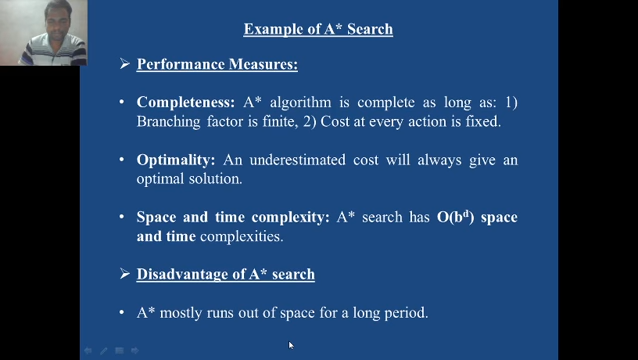 Example of A* Search
➢ Performance Measures:
• Completeness: A* algorithm is complete as long as: 1)
Branching factor is finite, 2) Cost at every action is fixed.
• Optimality: An underestimated cost will always give an
optimal solution.
• Space and time complexity: A* search has O(bᵈ) space
and time complexities.
➢ Disadvantage of A* search
• A* mostly runs out of space for a long period.